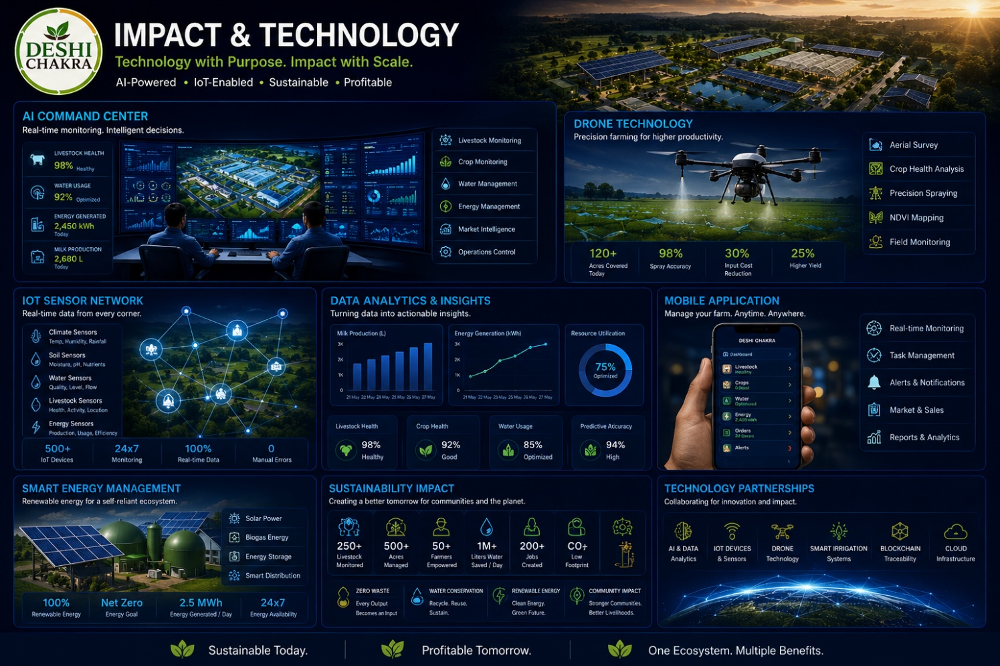 DESHI
CHAKRA
IMPACT & TECHNOLOGY
Technology with Purpose. Impact with Scale.
AI-Powered • IoT-Enabled • Sustainable • Profitable
AI COMMAND CENTER
Real-time monitoring. Intelligent decisions.
LIVESTOCK HEALTH
98% Healthy
WATER USAGE
92% Optimized
ENERGY GENERATED
2,450 kWh
Today
MILK PRODUCTION
2,680 L
Today
Livestock Monitoring
Crop Monitoring
Water Management
Energy Management
Market Intelligence
Operations Control
DRONE TECHNOLOGY
Precision farming for higher productivity.
Aerial Survey
Crop Health Analysis
Precision Spraying
NDVI Mapping
Field Monitoring
120+
Acres Covered
Today
98%
Spray Accuracy
30%
Input Cost
Reduction
25%
Higher Yield
IOT SENSOR NETWORK
Real-time data from every corner.
Climate Sensors
Temp, Humidity, Rainfall
Soil Sensors
Moisture, pH, Nutrients
Water Sensors
Quality, Level, Flow
Livestock Sensors
Health, Activity, Location
Energy Sensors
Production, Usage, Efficiency
500+
IoT Devices
24x7
Monitoring
100%
Real-time Data
0
Manual Errors
DATA ANALYTICS & INSIGHTS
Turning data into actionable insights.
Milk Production (L)
3K
2K
1K
0
21 May 22 May 24 May 25 May 26 May 27 May
Energy Generation (kWh)
3K
2K
1K
0
21 May 22 May 23 May 24 May 25 May 26 May 27 May
Resource Utilization
75%
Optimized
Livestock Health
98%
Healthy
Crop Health
92%
Good
Water Usage
85%
Optimized
Predictive Accuracy
94%
High
MOBILE APPLICATION
Manage your farm. Anytime. Anywhere.
DESHI CHAKRA
Dashboard
Livestock
Healthy
Crops
Water
Optimized
Energy
Orders
Alerts
Real-time Monitoring
Task Management
Alerts & Notifications
Market & Sales
Reports & Analytics
SMART ENERGY MANAGEMENT
Renewable energy for a self-reliant ecosystem.
Solar Power
Biogas Energy
Energy Storage
Smart Distribution
100%
Renewable Energy
Net Zero
Energy Goal
2.5 MWh
Energy Generated / Day
24x7
Energy Availability
SUSTAINABILITY IMPACT
Creating a better tomorrow for communities and the planet.
250+
Livestock
Monitored
500+
Acres
Managed
50+
Farmers
Empowered
1M+
Liters Water
Saved / Day
200+
Jobs
Created
CO+
Low
Footprint
ZERO WASTE
Every Output
Becomes an Input
WATER CONSERVATION
Recycle. Reuse.
Sustain.
RENEWABLE ENERGY
Clean Energy.
Green Future.
COMMUNITY IMPACT
Stronger Communities.
Better Livelihoods.
TECHNOLOGY PARTNERSHIPS
Collaborating for innovation and impact.
AI & DATA
Analytics
IOT DEVICES
& Sensors
DRONE
Technology
SMART IRRIGATION
Systems
BLOCKCHAIN
Traceability
CLOUD
Infrastructure
Sustainable Today.
Profitable Tomorrow.
One Ecosystem. Multiple Benefits.